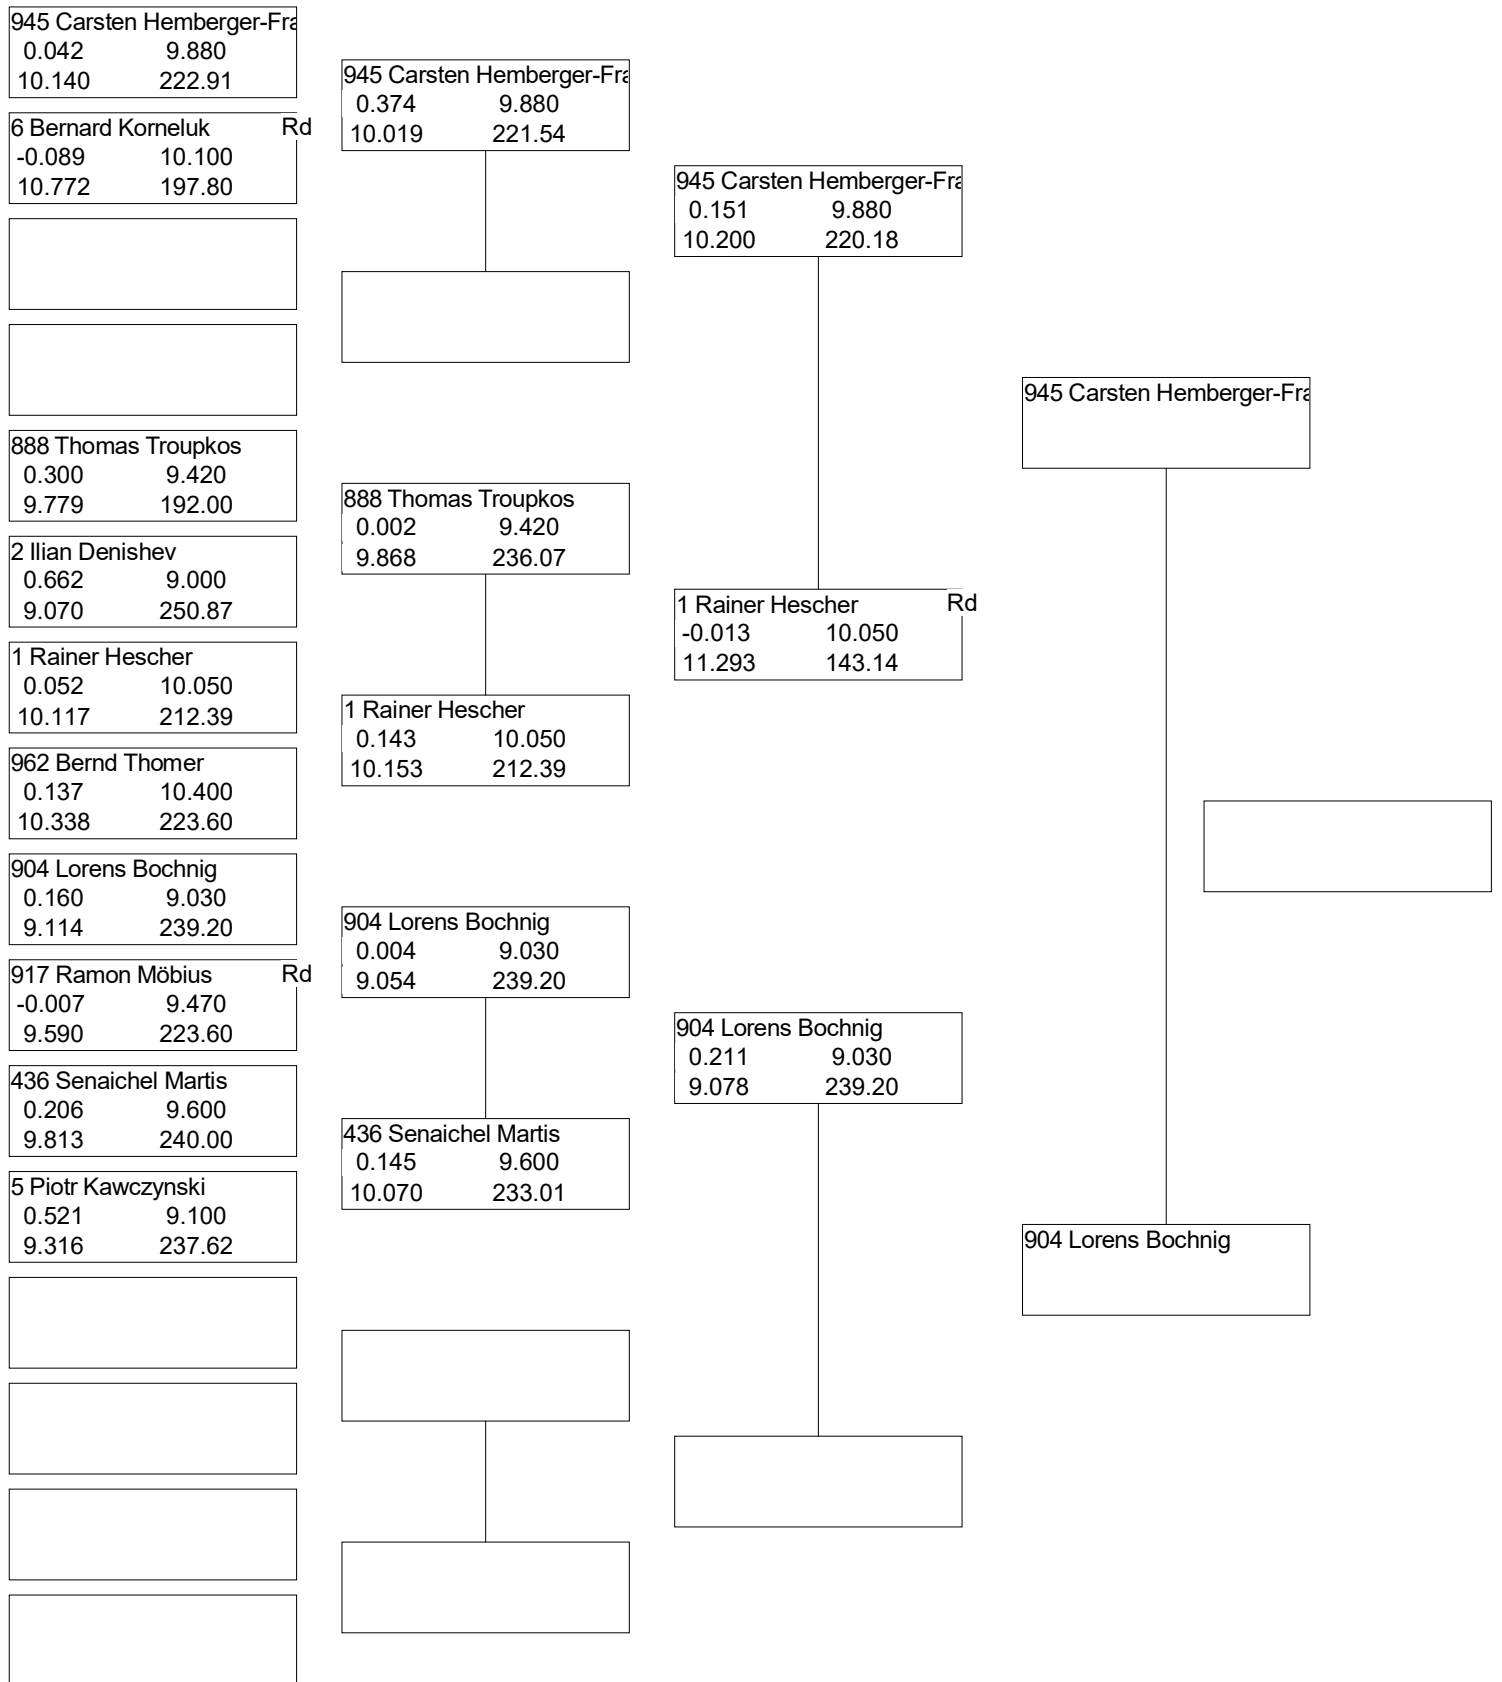 945 Carsten Hemberger-Fra
0.042 9.880
10.140 222.91
6 Bernard Korneluk Rd
-0.089 10.100
10.772 197.80
888 Thomas Troupkos
0.300 9.420
9.779 192.00
2 Ilian Denishev
0.662 9.000
9.070 250.87
1 Rainer Hescher
0.052 10.050
10.117 212.39
962 Bernd Thomer
0.137 10.400
10.338 223.60
904 Lorens Bochnig
0.160 9.030
9.114 239.20
917 Ramon Möbius Rd
-0.007 9.470
9.590 223.60
436 Senaichel Martis
0.206 9.600
9.813 240.00
5 Piotr Kawczynski
0.521 9.100
9.316 237.62
945 Carsten Hemberger-Fra
0.374 9.880
10.019 221.54
888 Thomas Troupkos
0.002 9.420
9.868 236.07
1 Rainer Hescher
0.143 10.050
10.153 212.39
904 Lorens Bochnig
0.004 9.030
9.054 239.20
436 Senaichel Martis
0.145 9.600
10.070 233.01
945 Carsten Hemberger-Fra
0.151 9.880
10.200 220.18
1 Rainer Hescher Rd
-0.013 10.050
11.293 143.14
904 Lorens Bochnig
0.211 9.030
9.078 239.20
945 Carsten Hemberger-Fra
904 Lorens Bochnig